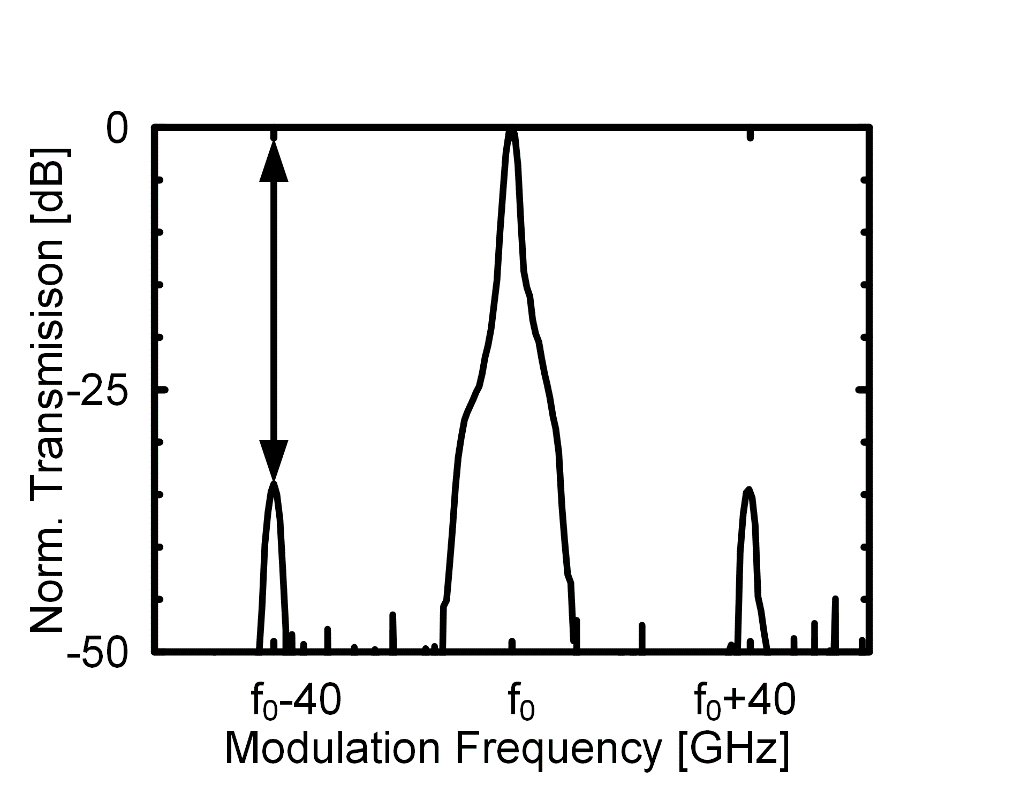 0
-25
-50
Norm. Transmisison [dB]
f₀-40 f₀ f₀+40
Modulation Frequency [GHz]